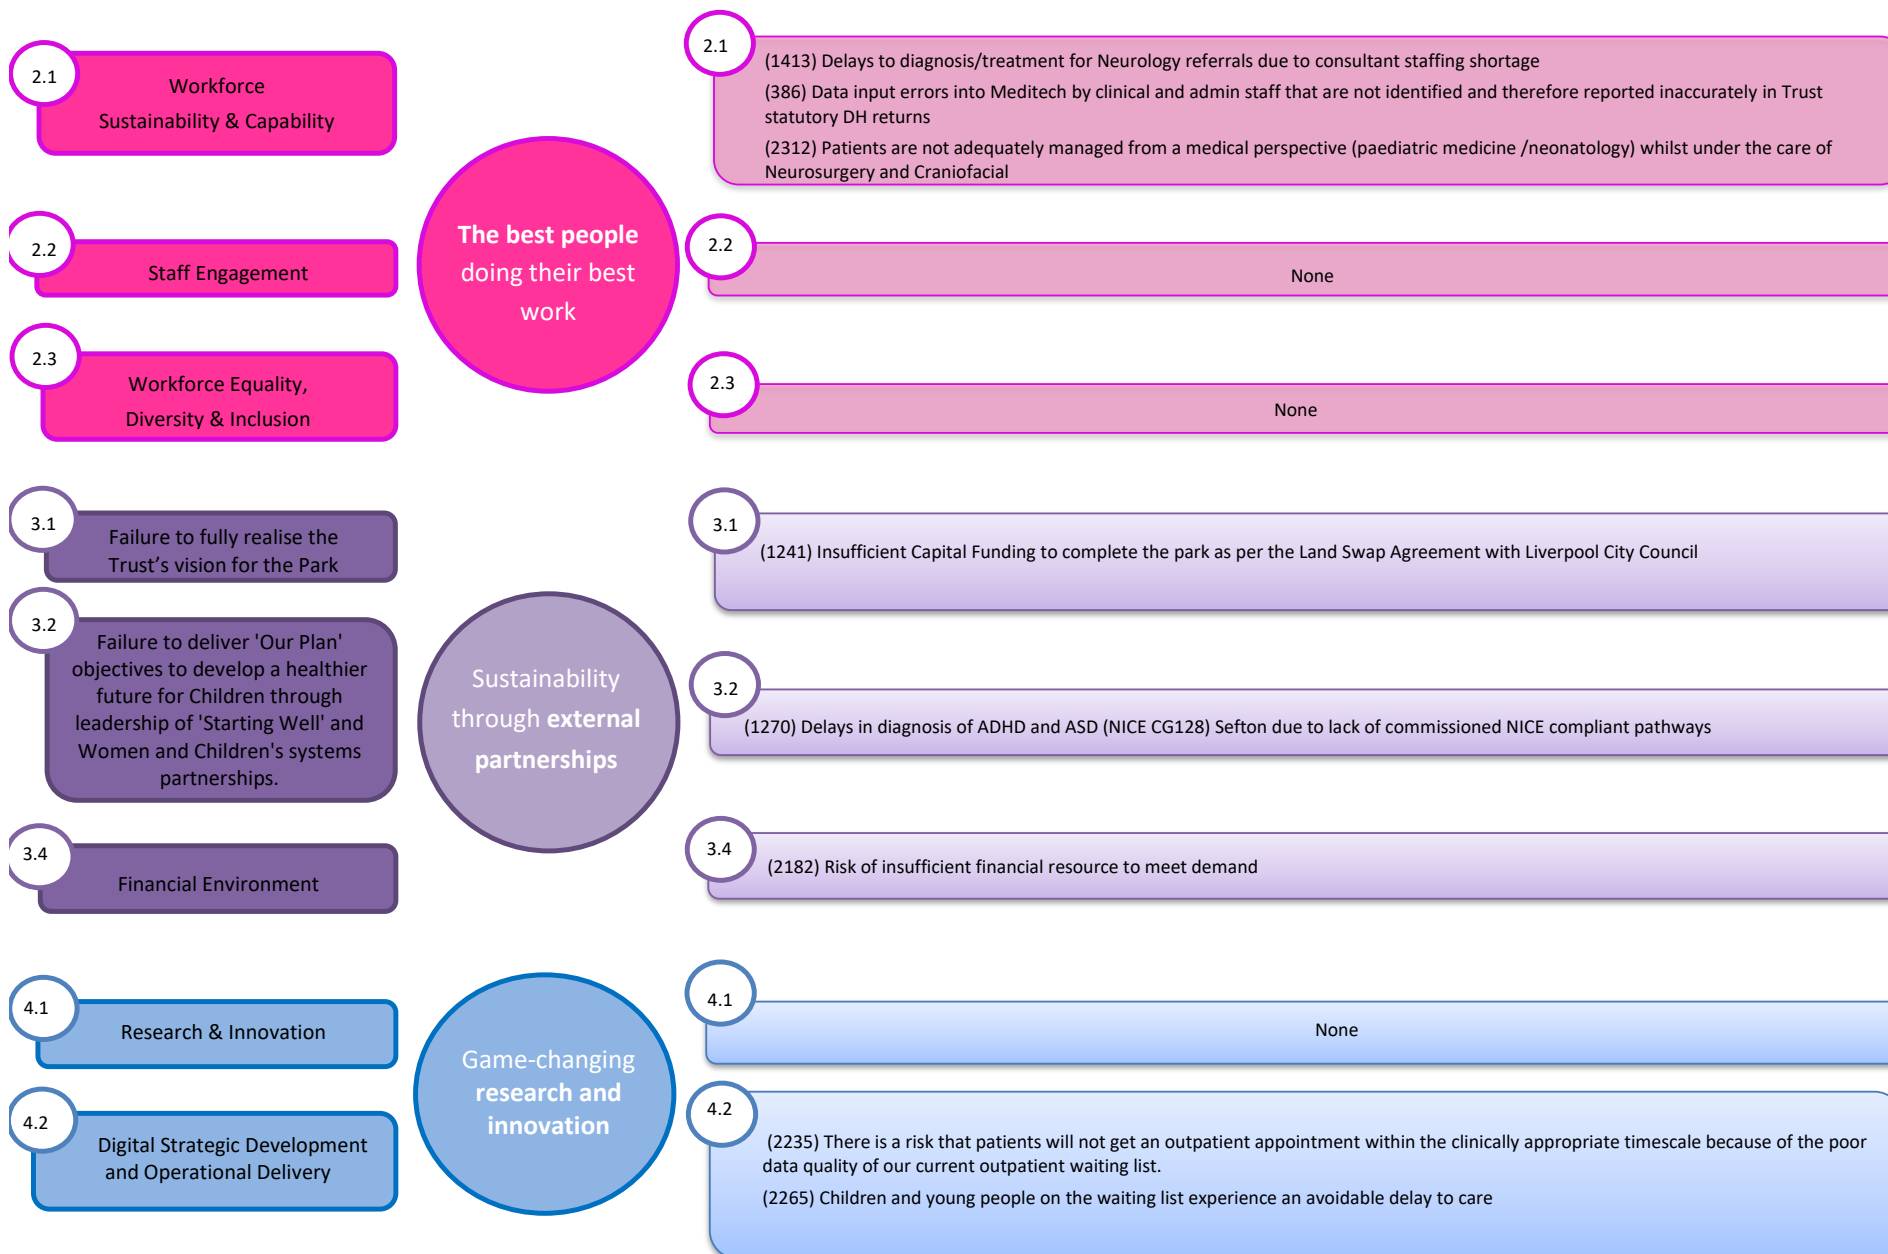 2.1
Workforce
Sustainability & Capability
2.2
Staff Engagement
2.3
Workforce Equality,
Diversity & Inclusion
The best people
doing their best
work
2.1
(1413) Delays to diagnosis/treatment for Neurology referrals due to consultant staffing shortage
(386) Data input errors into Meditech by clinical and admin staff that are not identified and therefore reported inaccurately in Trust
statutory DH returns
(2312) Patients are not adequately managed from a medical perspective (paediatric medicine /neonatology) whilst under the care of
Neurosurgery and Craniofacial
2.2
None
2.3
None
3.1
Failure to fully realise the
Trust’s vision for the Park
3.2
Failure to deliver 'Our Plan'
objectives to develop a healthier
future for Children through
leadership of 'Starting Well' and
Women and Children's systems
partnerships.
3.4
Financial Environment
Sustainability
through external
partnerships
3.1
(1241) Insufficient Capital Funding to complete the park as per the Land Swap Agreement with Liverpool City Council
3.2
(1270) Delays in diagnosis of ADHD and ASD (NICE CG128) Sefton due to lack of commissioned NICE compliant pathways
3.4
(2182) Risk of insufficient financial resource to meet demand
4.1
Research & Innovation
4.2
Digital Strategic Development
and Operational Delivery
Game-changing
research and
innovation
4.1
None
4.2
(2235) There is a risk that patients will not get an outpatient appointment within the clinically appropriate timescale because of the poor
data quality of our current outpatient waiting list.
(2265) Children and young people on the waiting list experience an avoidable delay to care